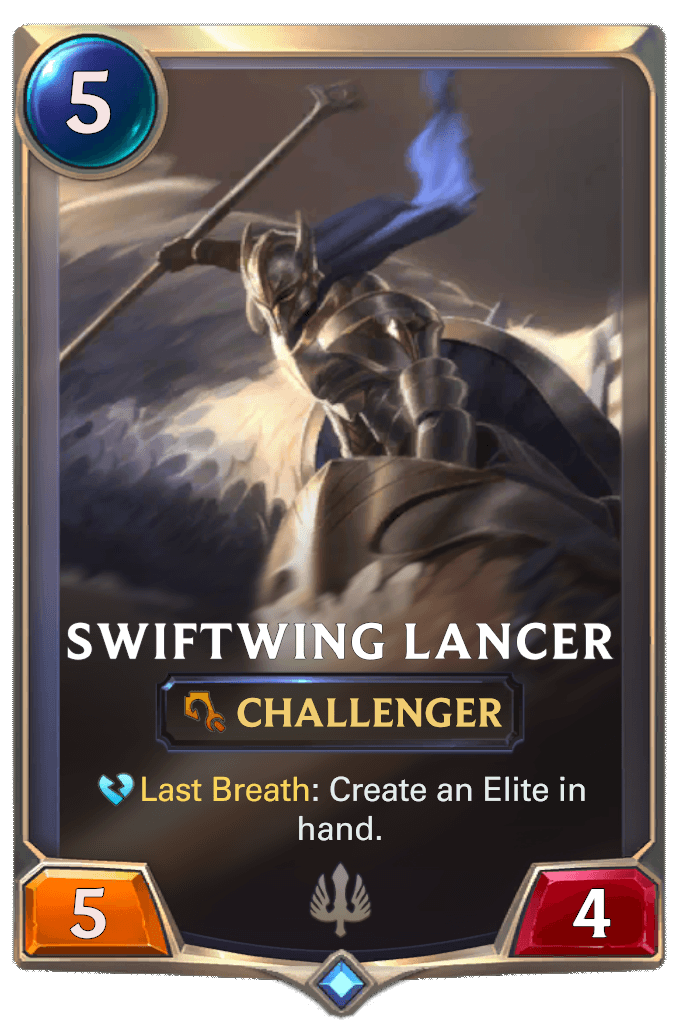 5
SWIFTWING LANCER
CHALLENGER
Last Breath: Create an Elite in
hand.
5
4